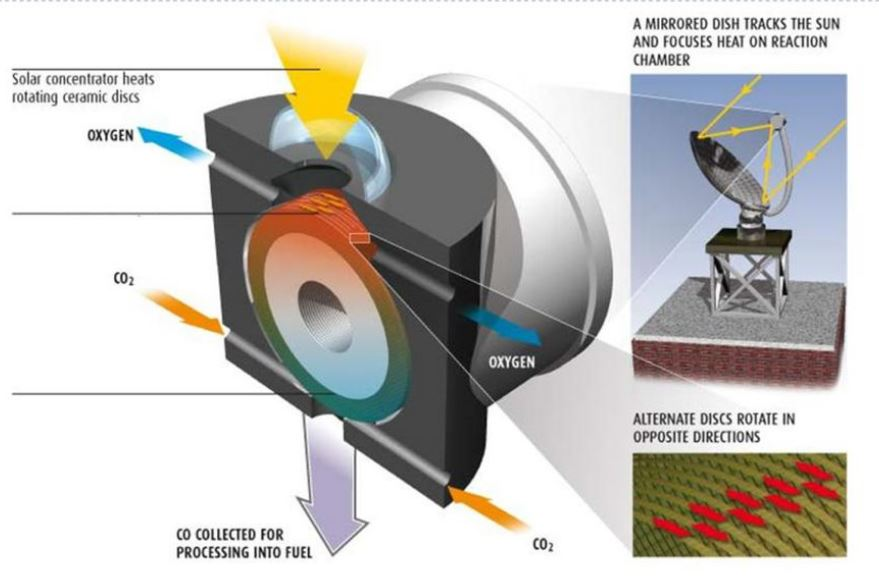 A MIRRORED DISH TRACKS THE SUN
AND FOCUSES HEAT ON REACTION
CHAMBER
Solar concentrator heats
rotating ceramic discs
OXYGEN
CO₂
OXYGEN
ALTERNATE DISCS ROTATE IN
OPPOSITE DIRECTIONS
CO COLLECTED FOR
PROCESSING INTO FUEL
CO₂